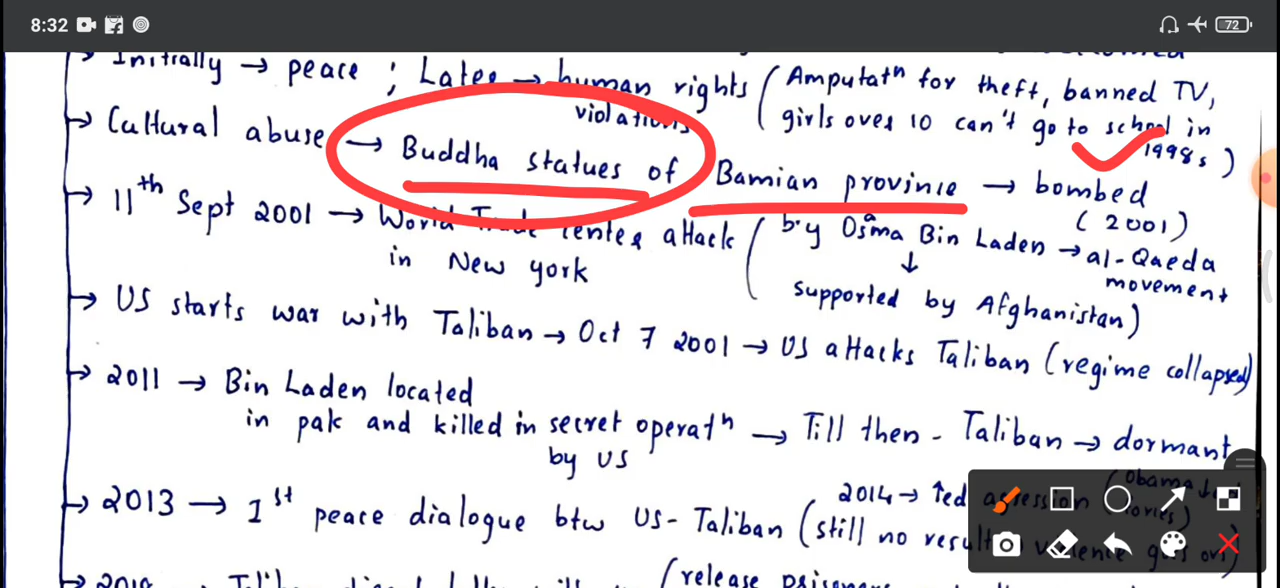 8:32
72
Initially → peace ; Later → human rights violations ( Amputatⁿ for theft, banned TV,
girls over 10 can't go to school in 1998s )
→ Cultural abuse → Buddha statues of Bamian province → bombed
(2001)
→ 11th Sept 2001 → World Trade center attack ( by Osama Bin Laden → al-Qaeda
in New york
movement
↓
supported by Afghanistan)
→ US starts war with Taliban → Oct 7 2001 → US attacks Taliban (regime collapsed)
→ 2011 → Bin Laden located
in pak and killed in secret operatⁿ → Till then - Taliban → dormant
by US
→ 2013 → 1st peace dialogue btw US-Taliban (still no result
2014 →
(release